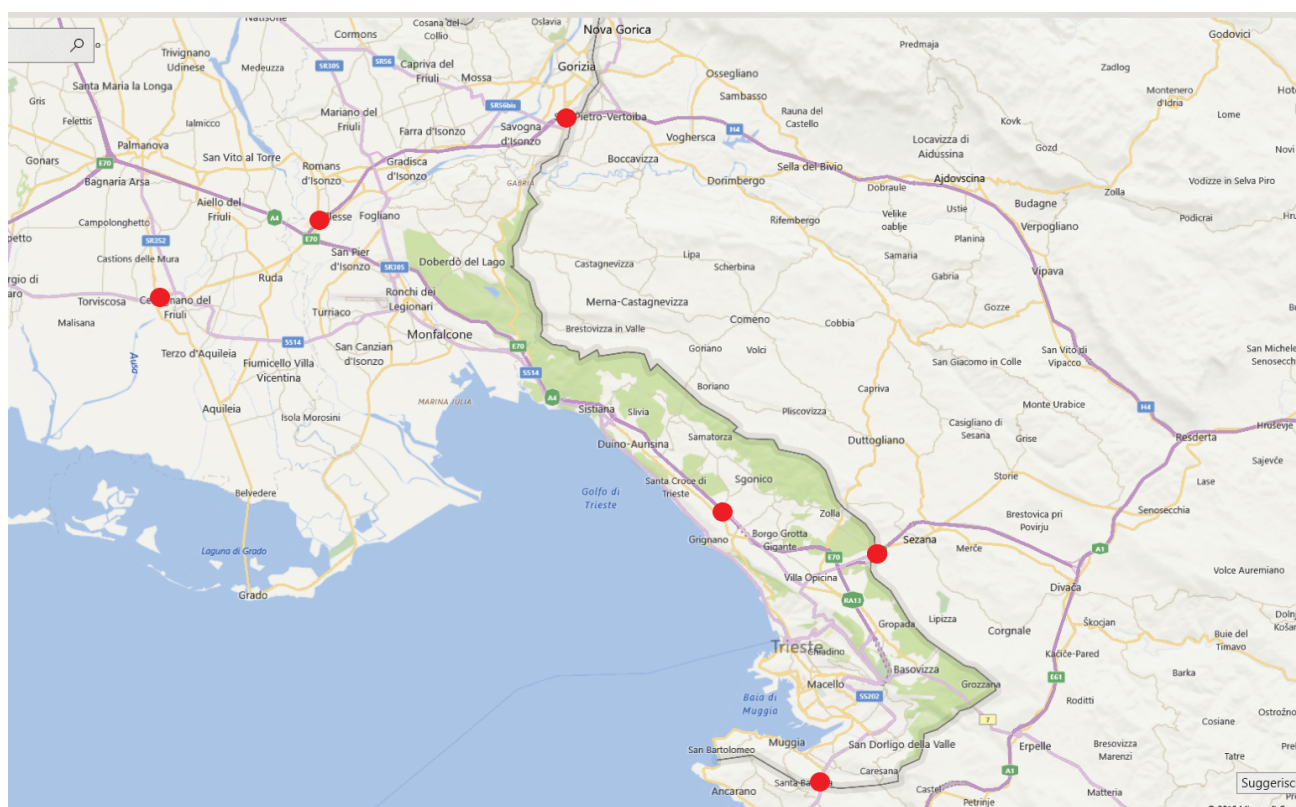 Cosana del
Collio
Oslavia
Nova Gorica
Godovici
Predmaja
Trivignano
Udinese
Cormons
SR305
SR56
Capriva del
Friuli
Mossa
Gorizia
Ossegliano
Sambasso
Zadlog
Medeuzza
Santa Maria la Longa
Montenero
d'Idria
Gris
Felettis
Ialmicco
Mariano del
Friuli
SR56bis
Farra d'Isonzo
Savogna
d'Isonzo
Pietro-Vertoiba
Rauna del
Castello
Kovk
Lome
Palmanova
San Vito al Torre
Voghersca
H4
Locavizza di
Aidussina
Gonars
E70
Bagnaria Arsa
Romans
d'Isonzo
Gradisca
d'Isonzo
Boccavizza
Sella del Bivio
Gozd
Novi
GABRIA
Dorimbergo
Dobraule
Ajdovscina
Zolla
Vodizze in Selva Piro
Aiello del
Friuli
Fogliano
Velike
oablje
Ustie
Budagne
Podicraj
Campolonghetto
A4
E70
Rifembergo
Planina
Verpogliano
SR352
Castions delle Mura
San Pier
d'Isonzo
SR305
Doberdò del Lago
Castagnevizza
Lipa
Scherbina
Samaria
Gabria
Vipava
Ruda
Ronchi dei
Legionari
Torviscosa
Friuli
Malisana
Turriaco
Merna-Castagnevizza
Comeno
Cobbia
Gozze
Monfalcone
Brestovizza in Valle
SS14
Terzo d'Aquileia
San Canzian
d'Isonzo
E70
Goriano
Volci
San Giacomo in Colle
San Vito di
Vipacco
San Michele
Senosecchia
Ausa
Fiumicello Villa
Vicentina
SS14
Boriano
Capriva
Aquileia
Isola Morosini
MARINA JULIA
A4
Sistiana
Slivia
Pliscovizza
Monte Urabice
H4
Casigliano di
Sesana
Grise
Hruševje
Duino-Aurisina
Samatorza
Duttogliano
Resderta
Sajevče
Santa Croce di
Trieste
Sgonico
Storie
Lase
Belvedere
Golfo di
Trieste
Zolla
Brestovica pri
Povirju
Senosecchia
Grignano
Borgo Grotta
Gigante
Sezana
Merče
A1
Laguna di Grado
E70
Villa Opicina
Volce Auremiano
Grado
RA13
Divača
Lipizza
Gropada
Corgnale
Škocjan
Buie del
Timavo
Trieste
Chiadino
Kačiče-Pared
Barka
Basovizza
Macello
E61
Grozzana
SS202
Roditti
Baia di
Muggia
7
Cosiane
San Bartolomeo
Muggia
San Dorligo della Valle
Erpelle
Bresovizza
Marenzi
Tatre
Caresana
A1
Ancarano
Castel
Matteria
Petrinje
Suggerisc